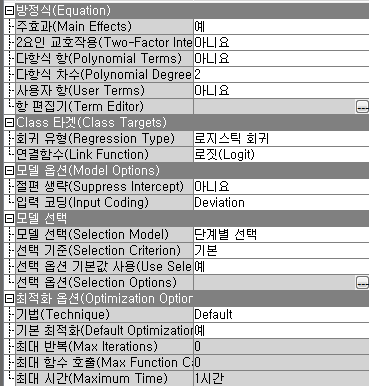 방정식(Equation)
주효과(Main Effects) 예
2요인 교호작용(Two-Factor Inte 아니요
다항식 항(Polynomial Terms) 아니요
다항식 차수(Polynomial Degree 2
사용자 항(User Terms) 아니요
항 편집기(Term Editor) ...
Class 타겟(Class Targets)
회귀 유형(Regression Type) 로지스틱 회귀
연결함수(Link Function) 로짓(Logit)
모델 옵션(Model Options)
절편 생략(Suppress Intercept) 아니요
입력 코딩(Input Coding) Deviation
모델 선택
모델 선택(Selection Model) 단계별 선택
선택 기준(Selection Criterion) 기본
선택 옵션 기본값 사용(Use Sele 예
선택 옵션(Selection Options) ...
최적화 옵션(Optimization Option
기법(Technique) Default
기본 최적화(Default Optimization 예
최대 반복(Max Iterations) 0
최대 함수 호출(Max Function Ca 0
최대 시간(Maximum Time) 1시간